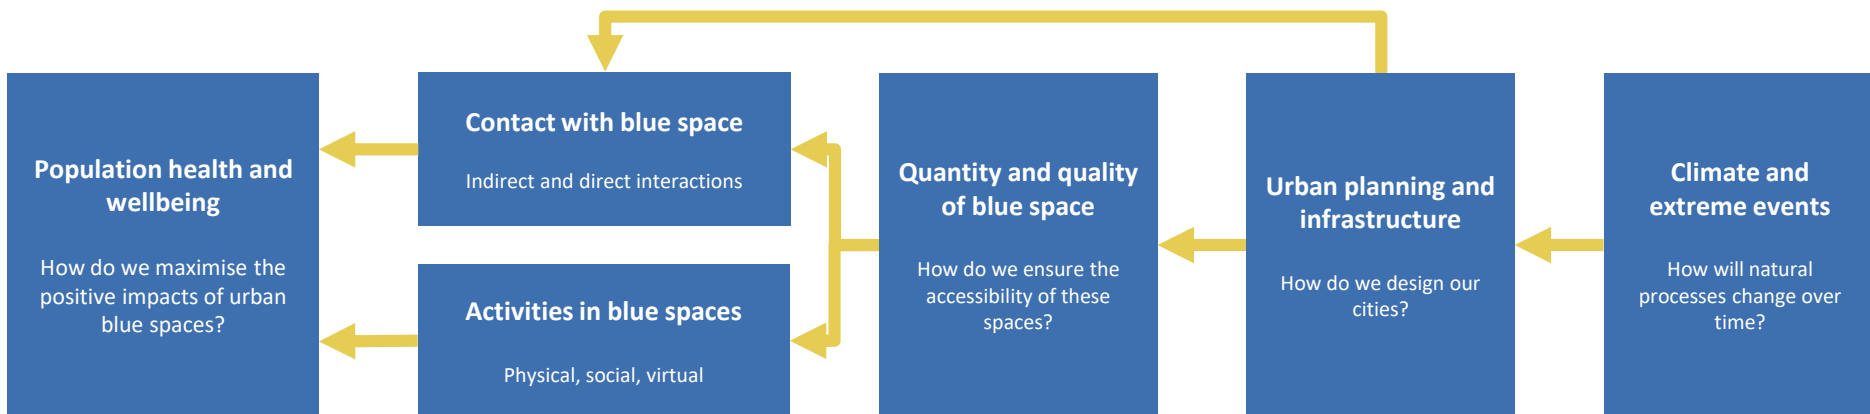 Population health and
wellbeing
How do we maximise the
positive impacts of urban
blue spaces?
Contact with blue space
Indirect and direct interactions
Activities in blue spaces
Physical, social, virtual
Quantity and quality
of blue space
How do we ensure the
accessibility of these
spaces?
Urban planning and
infrastructure
How do we design our
cities?
Climate and
extreme events
How will natural
processes change over
time?